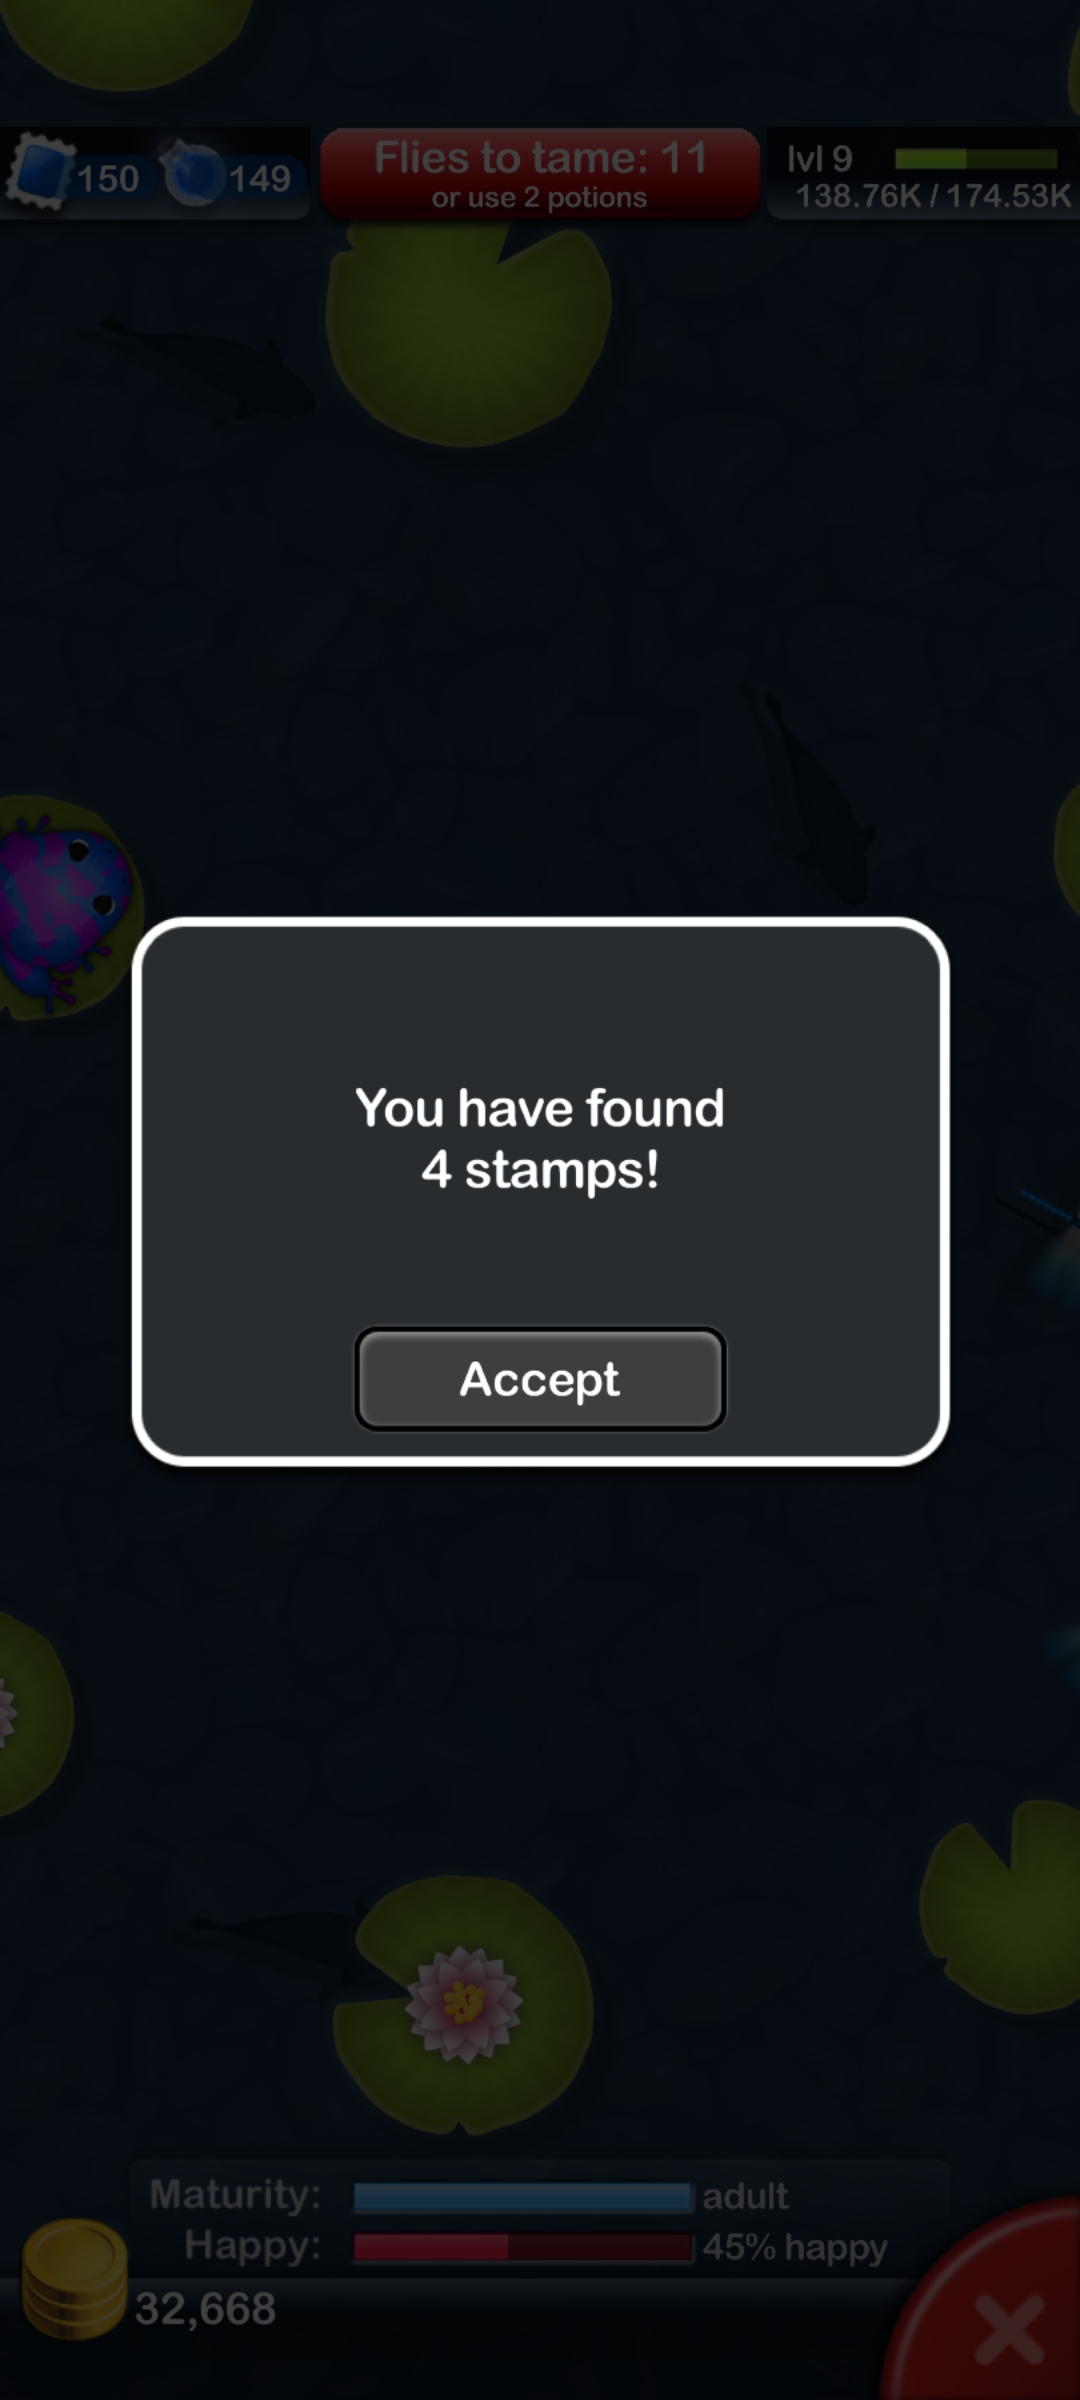 150
149
Flies to tame: 11
or use 2 potions
lvl 9
138.76K / 174.53K
You have found
4 stamps!
Accept
Maturity:
adult
Happy:
45% happy
32,668